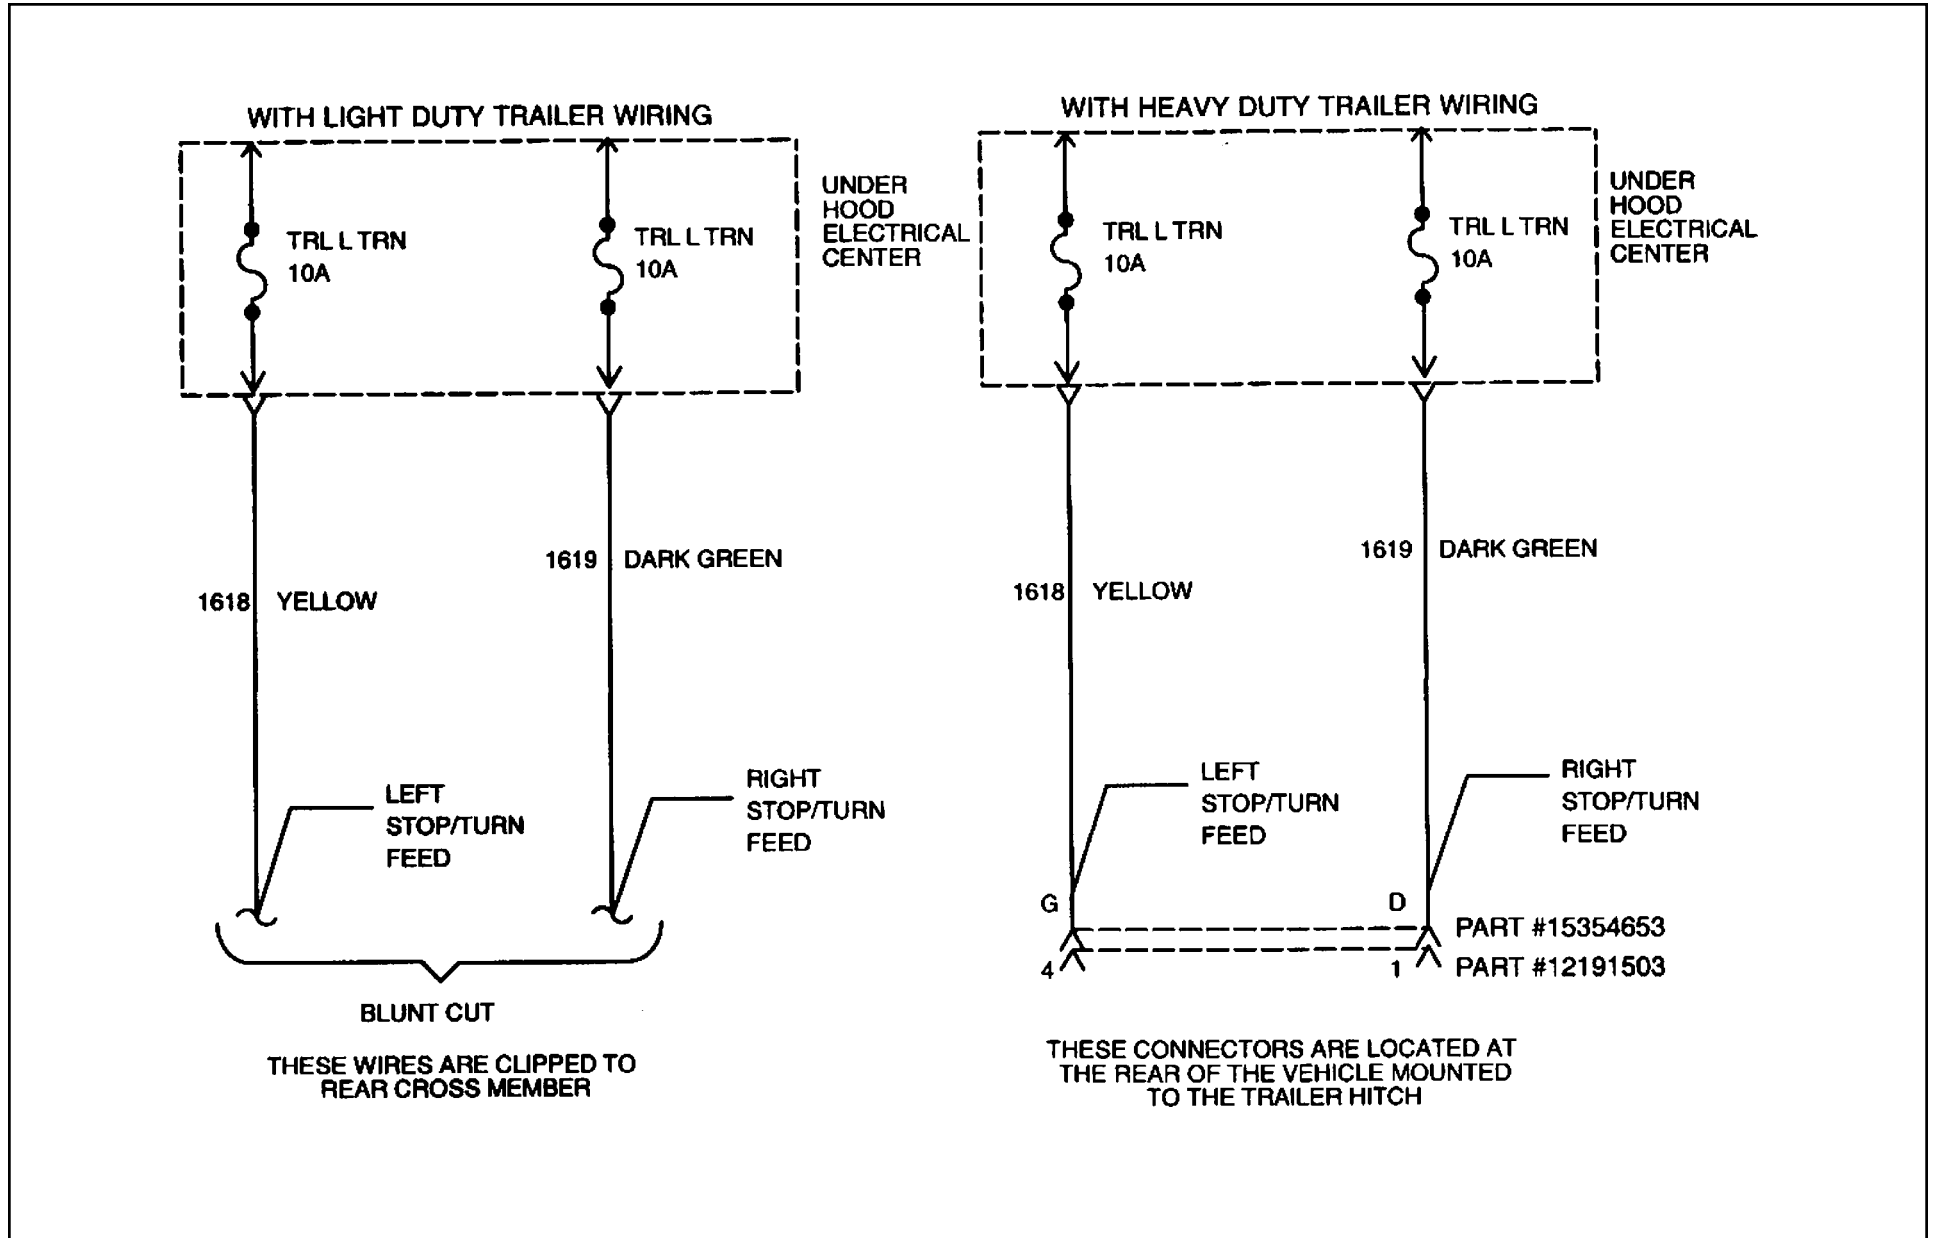 WITH LIGHT DUTY TRAILER WIRING
TRL L TRN
10A
TRL L TRN
10A
UNDER
HOOD
ELECTRICAL
CENTER
1618 YELLOW
1619 DARK GREEN
LEFT
STOP/TURN
FEED
RIGHT
STOP/TURN
FEED
BLUNT CUT
THESE WIRES ARE CLIPPED TO
REAR CROSS MEMBER
WITH HEAVY DUTY TRAILER WIRING
TRL L TRN
10A
TRL L TRN
10A
UNDER
HOOD
ELECTRICAL
CENTER
1618 YELLOW
1619 DARK GREEN
LEFT
STOP/TURN
FEED
RIGHT
STOP/TURN
FEED
G
D
PART #15354653
4
1
PART #12191503
THESE CONNECTORS ARE LOCATED AT
THE REAR OF THE VEHICLE MOUNTED
TO THE TRAILER HITCH